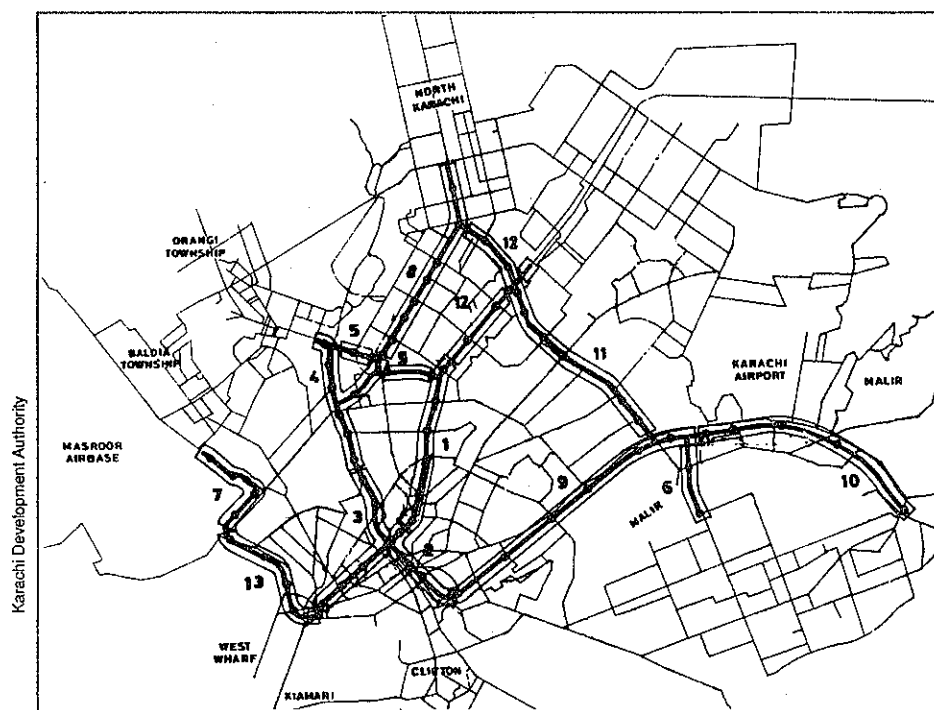 Karachi Development Authority
NORTH
KARACHI
ORANGI
TOWNSHIP
12
8
12
5
5
BALDIA
TOWNSHIP
4
11
KARACHI
AIRPORT
MALIR
MASROOR
AIRBASE
1
7
9
6
10
MALIR
3
2
13
WEST
WHARF
CLIFTON
KIAMARI